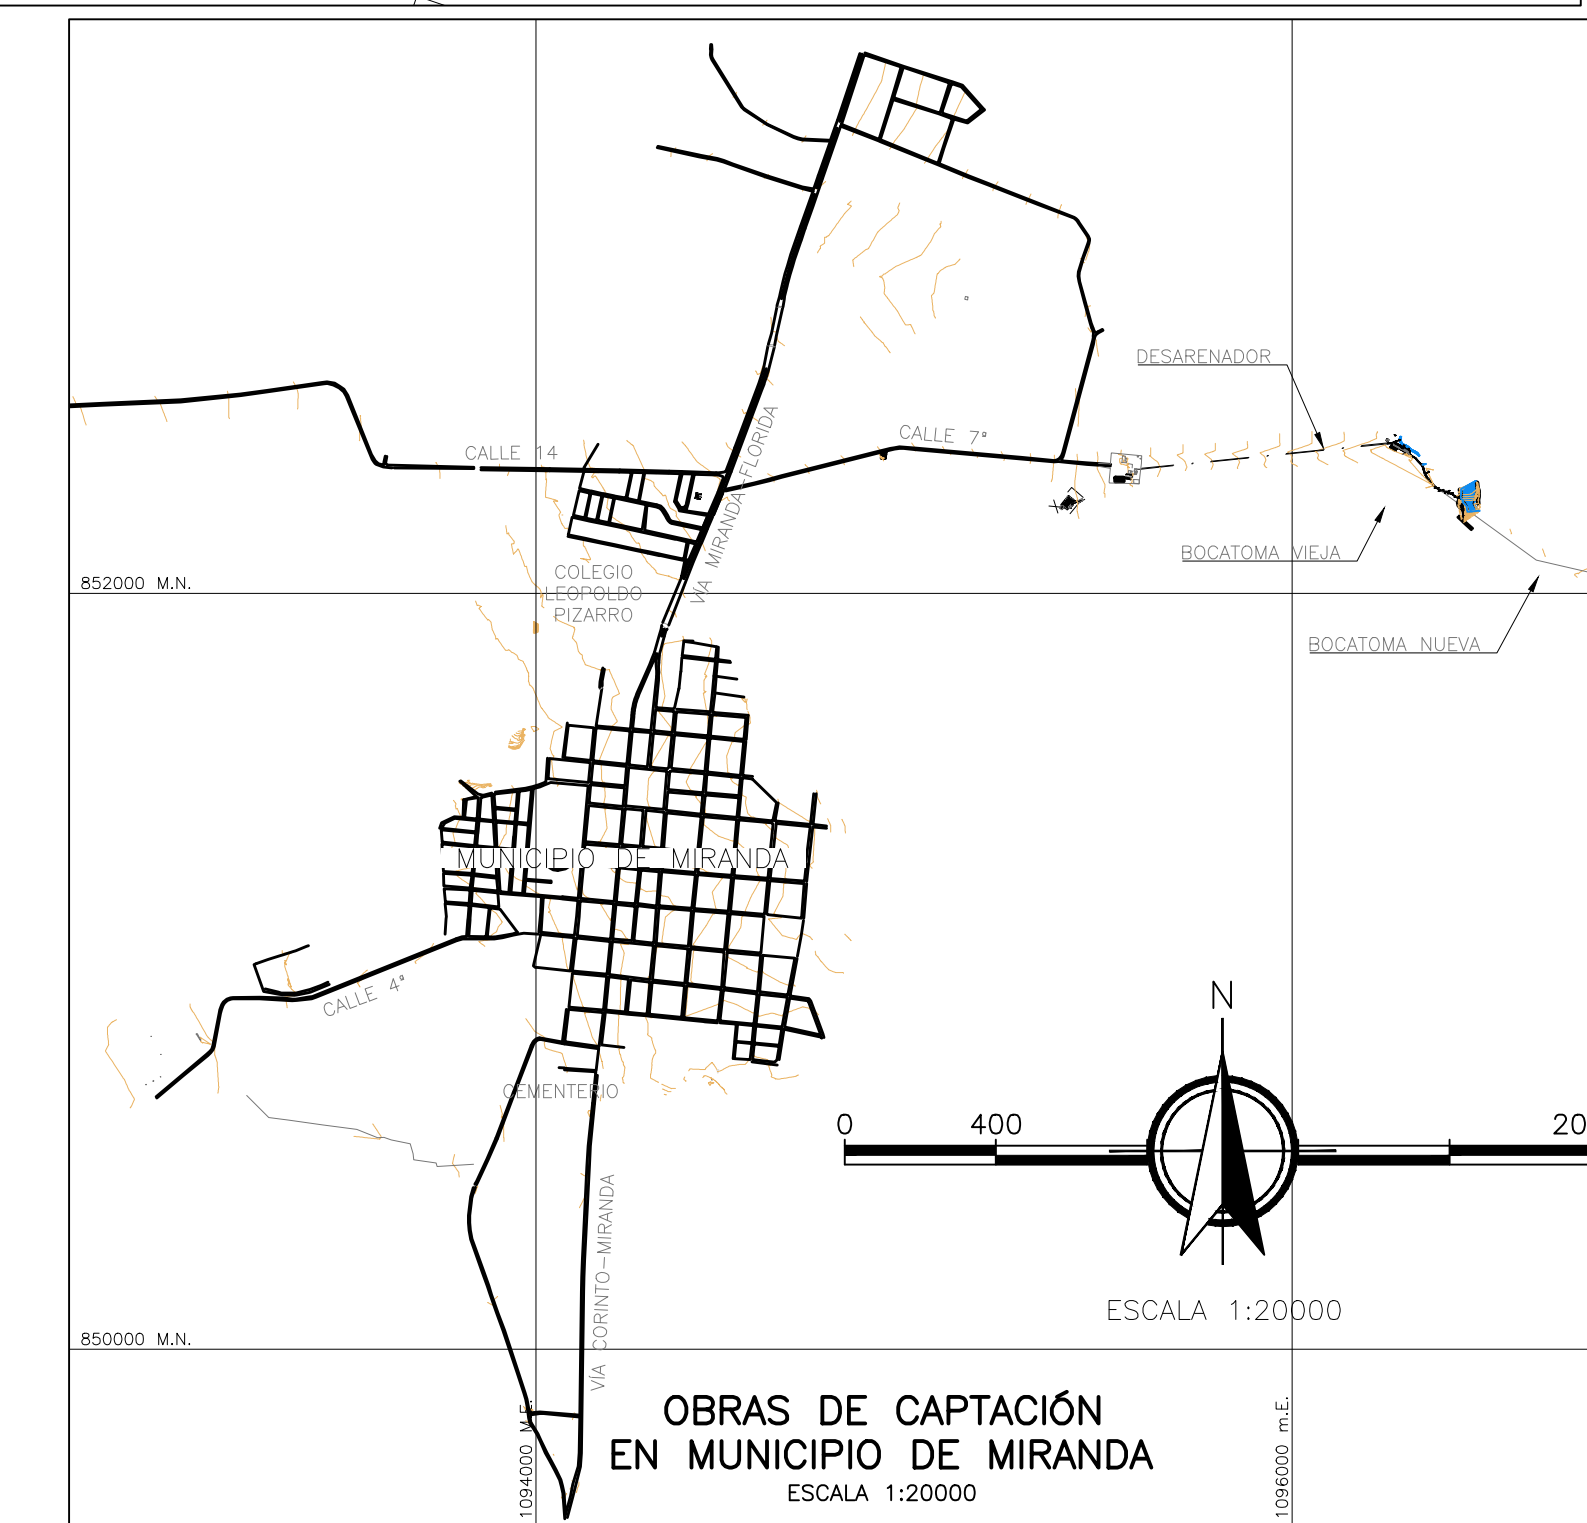 DESARENADOR
VÍA MIRANDA-FLORIDA
CALLE 7ª
CALLE 14
BOCATOMA VIEJA
COLEGIO
LEOPOLDO
PIZARRO
852000 M.N.
BOCATOMA NUEVA
MUNICIPIO DE MIRANDA
CALLE 4ª
N
CEMENTERIO
0 400 20
VÍA CORINTO-MIRANDA
ESCALA 1:20000
850000 M.N.
1094000 M.E.
1096000 m.E.
OBRAS DE CAPTACIÓN
EN MUNICIPIO DE MIRANDA
ESCALA 1:20000